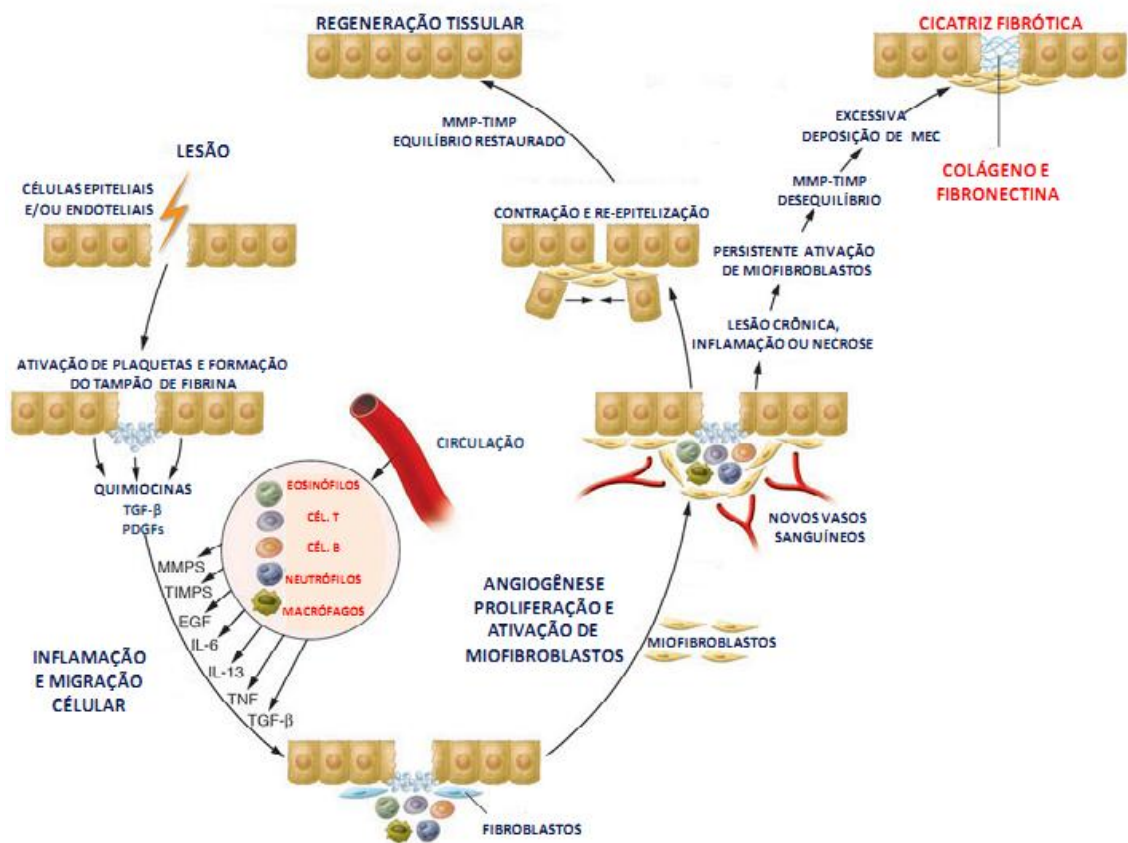 REGENERAÇÃO TISSULAR
CICATRIZ FIBRÓTICA
MMP-TIMP
EQUILÍBRIO RESTAURADO
EXCESSIVA
DEPOSIÇÃO DE MEC
LESÃO
COLÁGENO E
FIBRONECTINA
CÉLULAS EPITELIAIS
E/OU ENDOTELIAIS
MMP-TIMP
DESEQUILÍBRIO
CONTRAÇÃO E RE-EPITELIZAÇÃO
PERSISTENTE ATIVAÇÃO
DE MIOFIBROBLASTOS
LESÃO CRÔNICA,
INFLAMAÇÃO OU NECROSE
ATIVAÇÃO DE PLAQUETAS E FORMAÇÃO
DO TAMPÃO DE FIBRINA
CIRCULAÇÃO
QUIMIOCINAS
TGF-β
PDGFs
EOSINÓFILOS
CÉL. T
CÉL. B
NEUTRÓFILOS
MACRÓFAGOS
NOVOS VASOS
SANGUÍNEOS
MMPS
TIMPS
EGF
IL-6
IL-13
TNF
TGF-β
ANGIOGÊNESE
PROLIFERAÇÃO E
ATIVAÇÃO DE
MIOFIBROBLASTOS
MIOFIBROBLASTOS
INFLAMAÇÃO
E MIGRAÇÃO
CÉLULAR
FIBROBLASTOS